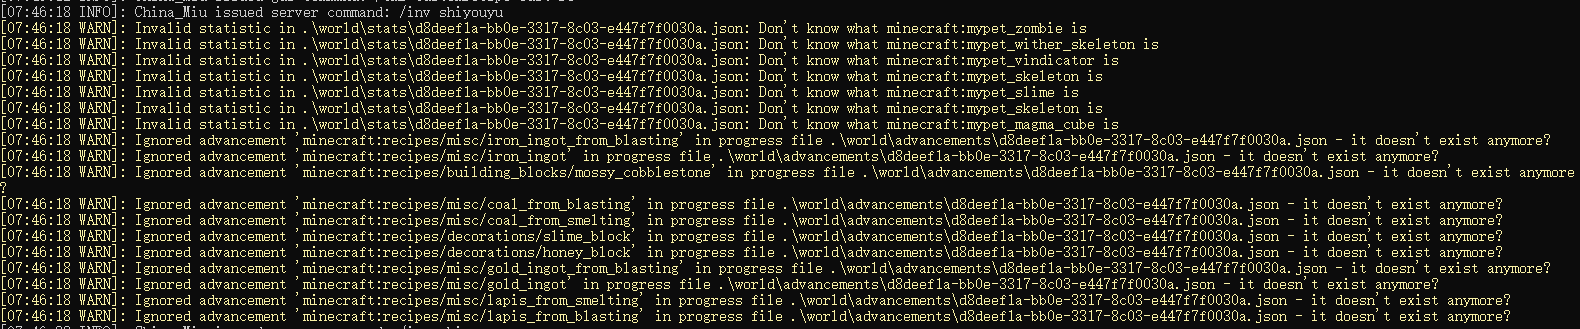 [07:46:18 INFO]: China_Miu issued server command: /inv shiyouyu
[07:46:18 WARN]: Invalid statistic in .\world\stats\d8deef1a-bb0e-3317-8c03-e447f7f0030a.json: Don't know what minecraft:mypet_zombie is
[07:46:18 WARN]: Invalid statistic in .\world\stats\d8deef1a-bb0e-3317-8c03-e447f7f0030a.json: Don't know what minecraft:mypet_wither_skeleton is
[07:46:18 WARN]: Invalid statistic in .\world\stats\d8deef1a-bb0e-3317-8c03-e447f7f0030a.json: Don't know what minecraft:mypet_vindicator is
[07:46:18 WARN]: Invalid statistic in .\world\stats\d8deef1a-bb0e-3317-8c03-e447f7f0030a.json: Don't know what minecraft:mypet_skeleton is
[07:46:18 WARN]: Invalid statistic in .\world\stats\d8deef1a-bb0e-3317-8c03-e447f7f0030a.json: Don't know what minecraft:mypet_slime is
[07:46:18 WARN]: Invalid statistic in .\world\stats\d8deef1a-bb0e-3317-8c03-e447f7f0030a.json: Don't know what minecraft:mypet_skeleton is
[07:46:18 WARN]: Invalid statistic in .\world\stats\d8deef1a-bb0e-3317-8c03-e447f7f0030a.json: Don't know what minecraft:mypet_magma_cube is
[07:46:18 WARN]: Ignored advancement 'minecraft:recipes/misc/iron_ingot_from_blasting' in progress file .\world\advancements\d8deef1a-bb0e-3317-8c03-e447f7f0030a.json - it doesn't exist anymore?
[07:46:18 WARN]: Ignored advancement 'minecraft:recipes/misc/iron_ingot' in progress file .\world\advancements\d8deef1a-bb0e-3317-8c03-e447f7f0030a.json - it doesn't exist anymore?
[07:46:18 WARN]: Ignored advancement 'minecraft:recipes/building_blocks/mossy_cobblestone' in progress file .\world\advancements\d8deef1a-bb0e-3317-8c03-e447f7f0030a.json - it doesn't exist anymore
?
[07:46:18 WARN]: Ignored advancement 'minecraft:recipes/misc/coal_from_blasting' in progress file .\world\advancements\d8deef1a-bb0e-3317-8c03-e447f7f0030a.json - it doesn't exist anymore?
[07:46:18 WARN]: Ignored advancement 'minecraft:recipes/misc/coal_from_smelting' in progress file .\world\advancements\d8deef1a-bb0e-3317-8c03-e447f7f0030a.json - it doesn't exist anymore?
[07:46:18 WARN]: Ignored advancement 'minecraft:recipes/decorations/slime_block' in progress file .\world\advancements\d8deef1a-bb0e-3317-8c03-e447f7f0030a.json - it doesn't exist anymore?
[07:46:18 WARN]: Ignored advancement 'minecraft:recipes/decorations/honey_block' in progress file .\world\advancements\d8deef1a-bb0e-3317-8c03-e447f7f0030a.json - it doesn't exist anymore?
[07:46:18 WARN]: Ignored advancement 'minecraft:recipes/misc/gold_ingot_from_blasting' in progress file .\world\advancements\d8deef1a-bb0e-3317-8c03-e447f7f0030a.json - it doesn't exist anymore?
[07:46:18 WARN]: Ignored advancement 'minecraft:recipes/misc/gold_ingot' in progress file .\world\advancements\d8deef1a-bb0e-3317-8c03-e447f7f0030a.json - it doesn't exist anymore?
[07:46:18 WARN]: Ignored advancement 'minecraft:recipes/misc/lapis_from_smelting' in progress file .\world\advancements\d8deef1a-bb0e-3317-8c03-e447f7f0030a.json - it doesn't exist anymore?
[07:46:18 WARN]: Ignored advancement 'minecraft:recipes/misc/lapis_from_blasting' in progress file .\world\advancements\d8deef1a-bb0e-3317-8c03-e447f7f0030a.json - it doesn't exist anymore?